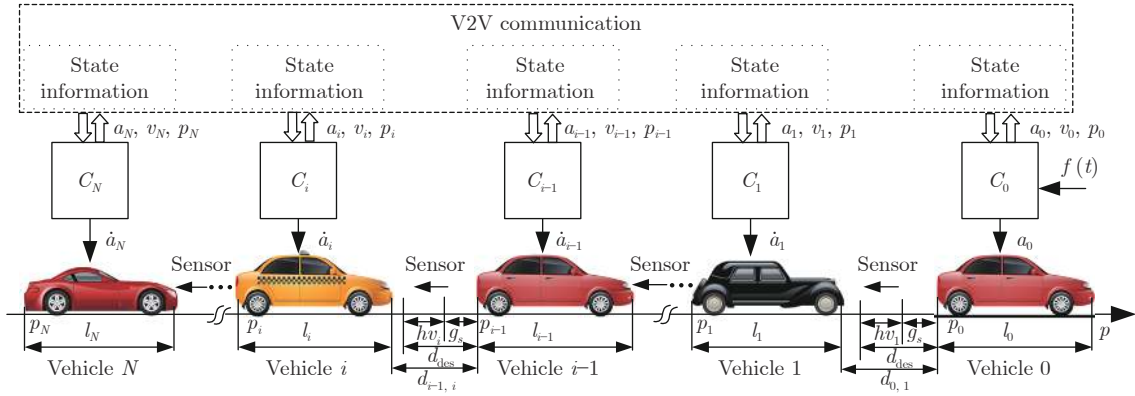 V2V communication
State information State information State information State information State information
a_N, v_N, p_N a_i, v_i, p_i a_{i–1}, v_{i–1}, p_{i–1} a_1, v_1, p_1 a_0, v_0, p_0
C_N C_i C_{i–1} C_1 C_0 f(t)
ȧ_N ȧ_i ȧ_{i–1} ȧ_1 a_0
Sensor Sensor Sensor Sensor
p_N p_i p_{i–1} p_1 p_0 p
l_N l_i hv_i g_s l_{i–1} l_1 hv_1 g_s l_0
d_des d_des
Vehicle N Vehicle i Vehicle i–1 Vehicle 1 Vehicle 0
d_{i–1, i} d_{0, 1}